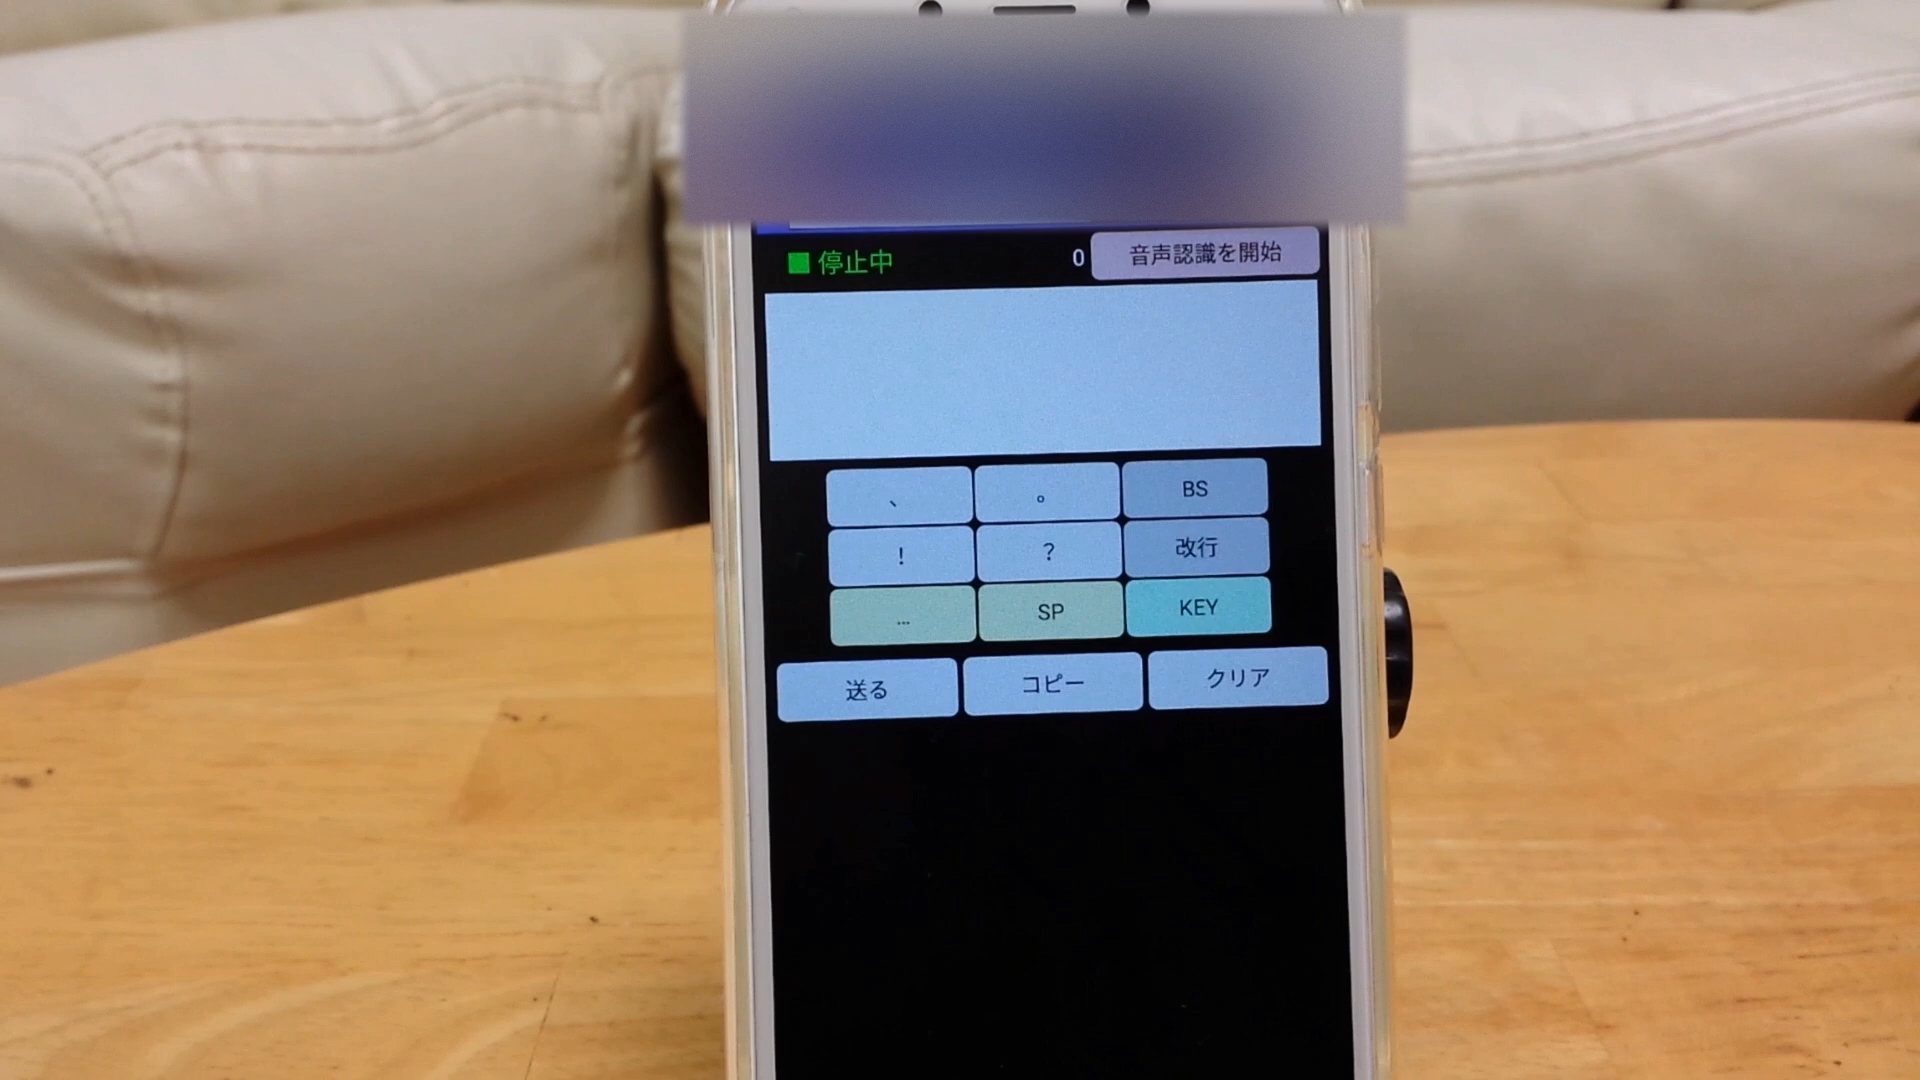 停止中 0 音声認識を開始
、 。 BS
! ? 改行
... SP KEY
送る コピー クリア